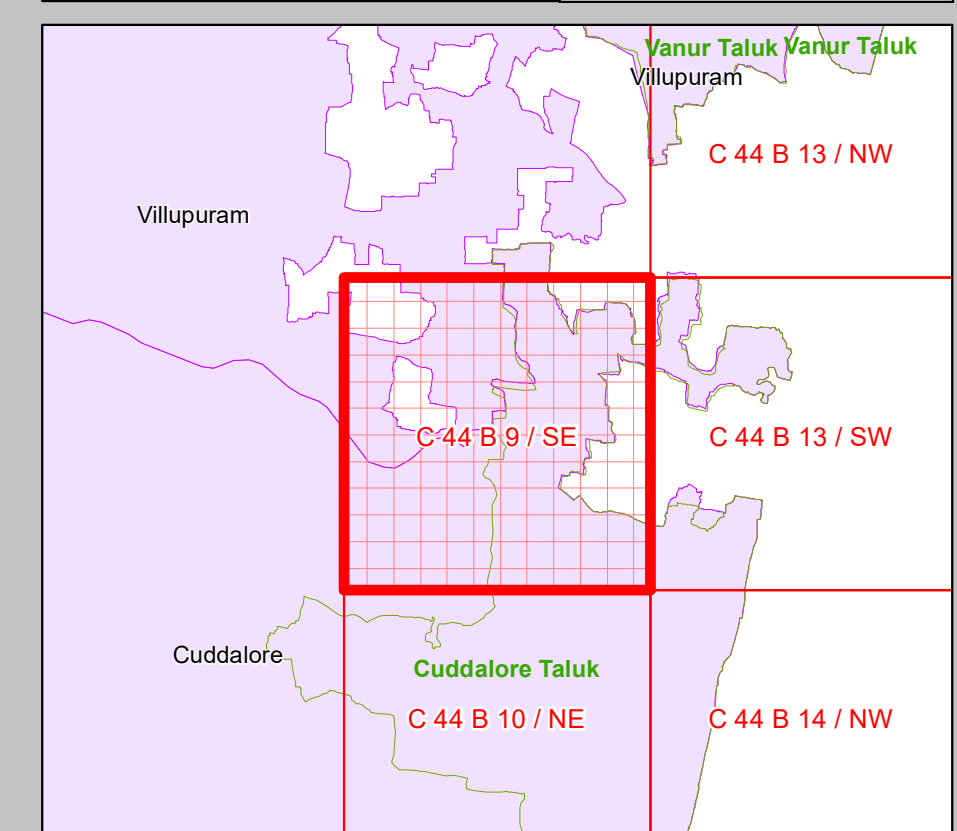 Vanur Taluk Vanur Taluk
Villupuram
C 44 B 13 / NW
Villupuram
C 44 B 9 / SE
C 44 B 13 / SW
Cuddalore
Cuddalore Taluk
C 44 B 10 / NE
C 44 B 14 / NW